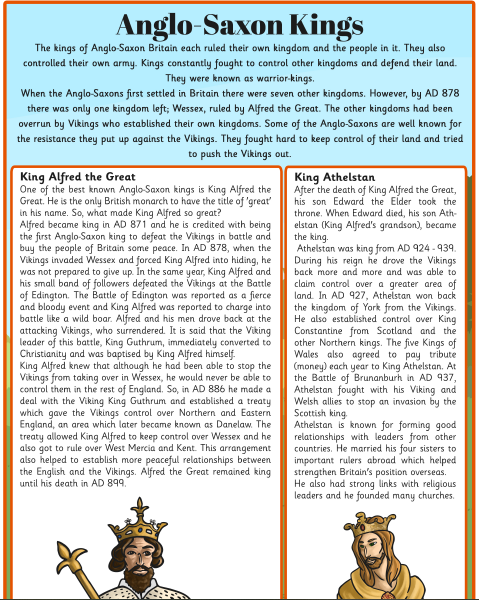 Anglo-Saxon Kings
The kings of Anglo-Saxon Britain each ruled their own kingdom and the people in it. They also
controlled their own army. Kings constantly fought to control other kingdoms and defend their land.
They were known as warrior-kings.
When the Anglo-Saxons first settled in Britain there were seven other kingdoms. However, by AD 878
there was only one kingdom left; Wessex, ruled by Alfred the Great. The other kingdoms had been
overrun by Vikings who established their own kingdoms. Some of the Anglo-Saxons are well known for
the resistance they put up against the Vikings. They fought hard to keep control of their land and tried
to push the Vikings out.
King Alfred the Great
One of the best known Anglo-Saxon kings is King Alfred the
Great. He is the only British monarch to have the title of 'great'
in his name. So, what made King Alfred so great?
Alfred became king in AD 871 and he is credited with being
the first Anglo-Saxon king to defeat the Vikings in battle and
buy the people of Britain some peace. In AD 878, when the
Vikings invaded Wessex and forced King Alfred into hiding, he
was not prepared to give up. In the same year, King Alfred and
his small band of followers defeated the Vikings at the Battle
of Edington. The Battle of Edington was reported as a fierce
and bloody event and King Alfred was reported to charge into
battle like a wild boar. Alfred and his men drove back at the
attacking Vikings, who surrendered. It is said that the Viking
leader of this battle, King Guthrum, immediately converted to
Christianity and was baptised by King Alfred himself.
King Alfred knew that although he had been able to stop the
Vikings from taking over in Wessex, he would never be able to
control them in the rest of England. So, in AD 886 he made a
deal with the Viking King Guthrum and established a treaty
which gave the Vikings control over Northern and Eastern
England, an area which later became known as Danelaw. The
treaty allowed King Alfred to keep control over Wessex and he
also got to rule over West Mercia and Kent. This arrangement
also helped to establish more peaceful relationships between
the English and the Vikings. Alfred the Great remained king
until his death in AD 899.
King Athelstan
After the death of King Alfred the Great,
his son Edward the Elder took the
throne. When Edward died, his son Ath-
elstan (King Alfred's grandson), became
the king.
Athelstan was king from AD 924 - 939.
During his reign he drove the Vikings
back more and more and was able to
claim control over a greater area of
land. In AD 927, Athelstan won back
the kingdom of York from the Vikings.
He also established control over King
Constantine from Scotland and the
other Northern kings. The five Kings of
Wales also agreed to pay tribute
(money) each year to King Athelstan. At
the Battle of Brunanburh in AD 937,
Athelstan fought with his Viking and
Welsh allies to stop an invasion by the
Scottish king.
Athelstan is known for forming good
relationships with leaders from other
countries. He married his four sisters to
important rulers abroad which helped
strengthen Britain's position overseas.
He also had strong links with religious
leaders and he founded many churches.